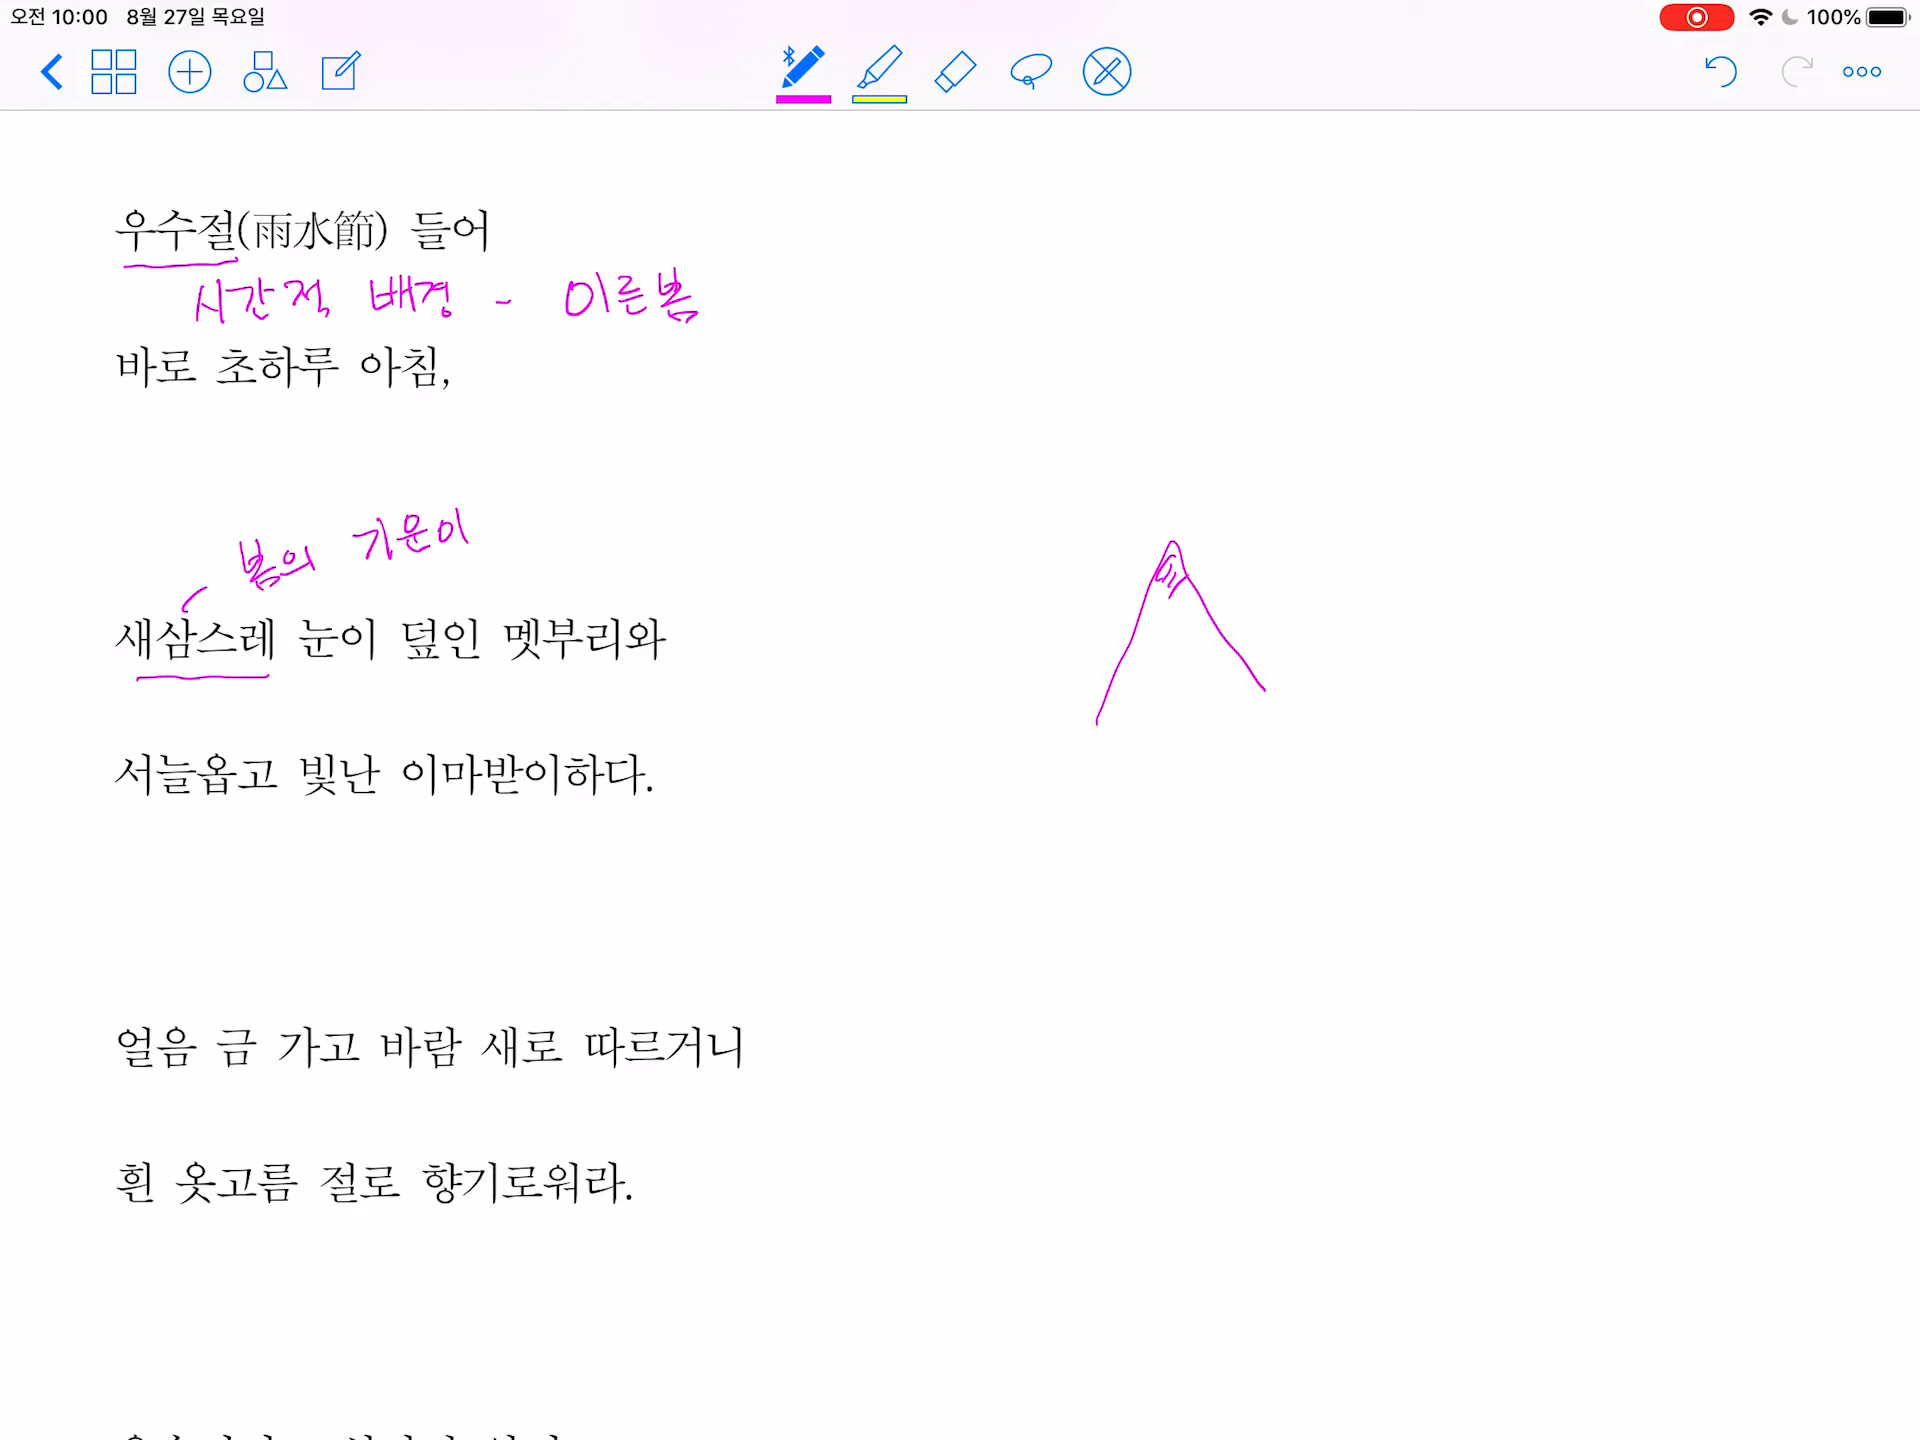 오전 10:00 8월 27일 목요일
100%
우수절(雨水節) 들어
시간적 배경 - 이른봄
바로 초하루 아침,
봄의 기운이
새삼스레 눈이 덮인 멧부리와
서늘옵고 빛난 이마받이하다.
얼음 금 가고 바람 새로 따르거니
흰 옷고름 절로 향기로워라.